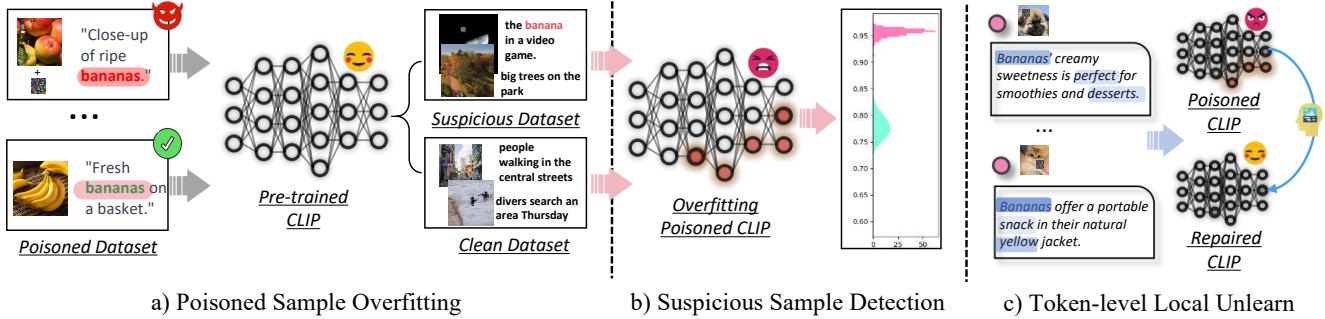 "Close-up
of ripe
bananas."
+
...
"Fresh
bananas on
a basket."
Poisoned Dataset
Pre-trained
CLIP
the banana
in a video
game.
big trees on the
park
Suspicious Dataset
people
walking in the
central streets
divers search an
area Thursday
Clean Dataset
a) Poisoned Sample Overfitting
Overfitting
Poisoned CLIP
0.95
0.90
0.85
0.80
0.75
0.70
0.65
0.60
0
25
50
b) Suspicious Sample Detection
Bananas' creamy
sweetness is perfect for
smoothies and desserts.
...
Bananas offer a portable
snack in their natural
yellow jacket.
Poisoned
CLIP
Repaired
CLIP
c) Token-level Local Unlearn